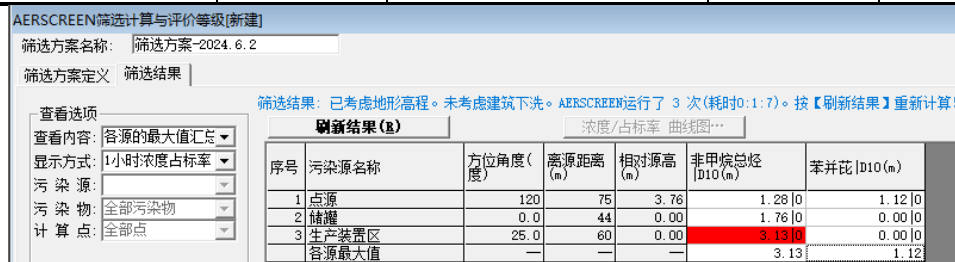 AERSCREEN筛选计算与评价等级[新建]
筛选方案名称: 筛选方案-2024.6.2
筛选方案定义 筛选结果
筛选结果: 已考虑地形高程。未考虑建筑下洗。AERSCREEN运行了 3 次(耗时0:1:7)。按【刷新结果】重新计算!
查看选项
刷新结果(R) 浓度/占标率 曲线图…
查看内容: 各源的最大值汇总
显示方式: 1小时浓度占标率
污 染 源:
污 染 物: 全部污染物
计 算 点: 全部点
序号 污染源名称 方位角度(度) 离源距离(m) 相对源高(m) 非甲烷总烃|D10(m) 苯并芘|D10(m)
1 点源 120 75 3.76 1.28|0 1.12|0
2 储罐 0.0 44 0.00 1.76|0 0.00|0
3 生产装置区 25.0 60 0.00 3.13|0 0.00|0
各源最大值 — — — 3.13 1.12